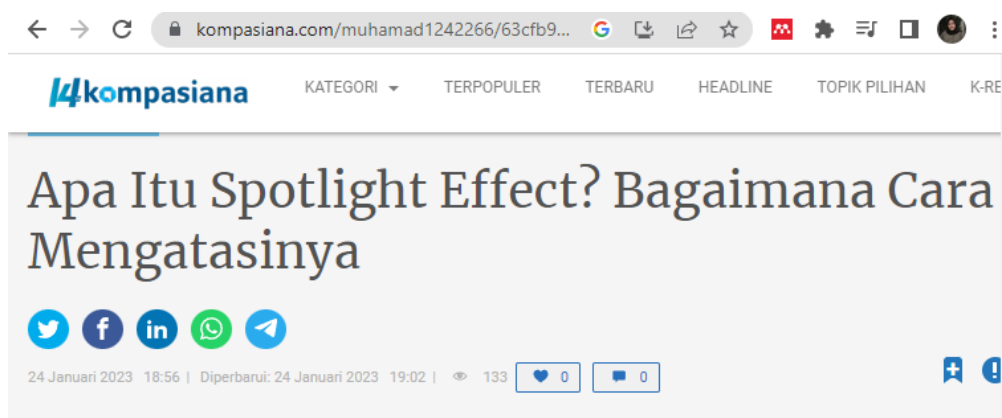 kompasiana.com/muhamad1242266/63cfb9...
14 kompasiana KATEGORI TERPOPULER TERBARU HEADLINE TOPIK PILIHAN K-RE
Apa Itu Spotlight Effect? Bagaimana Cara
Mengatasinya
24 Januari 2023 18:56 | Diperbarui: 24 Januari 2023 19:02 | 133 0 0